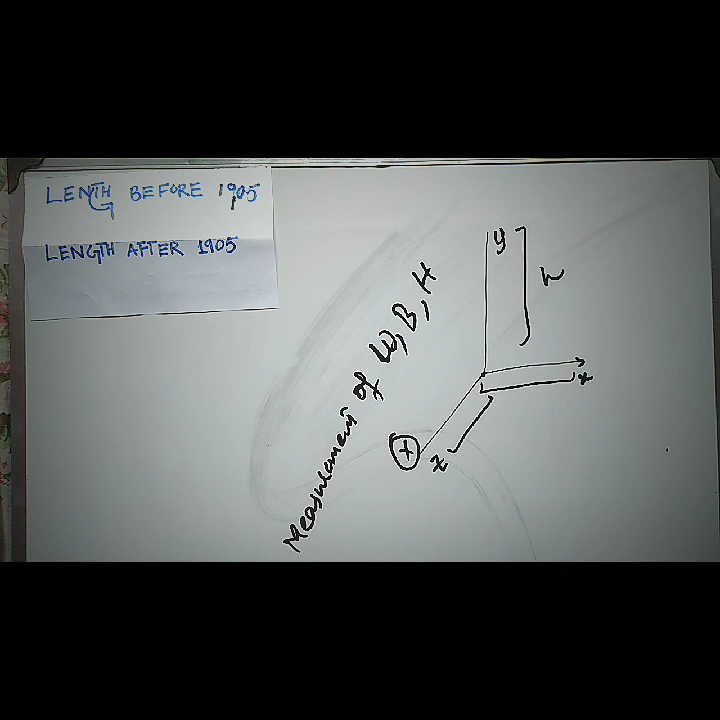 LENGTH BEFORE 1905
LENGTH AFTER 1905
Measurement of W, B, H
y
h
x
z
+